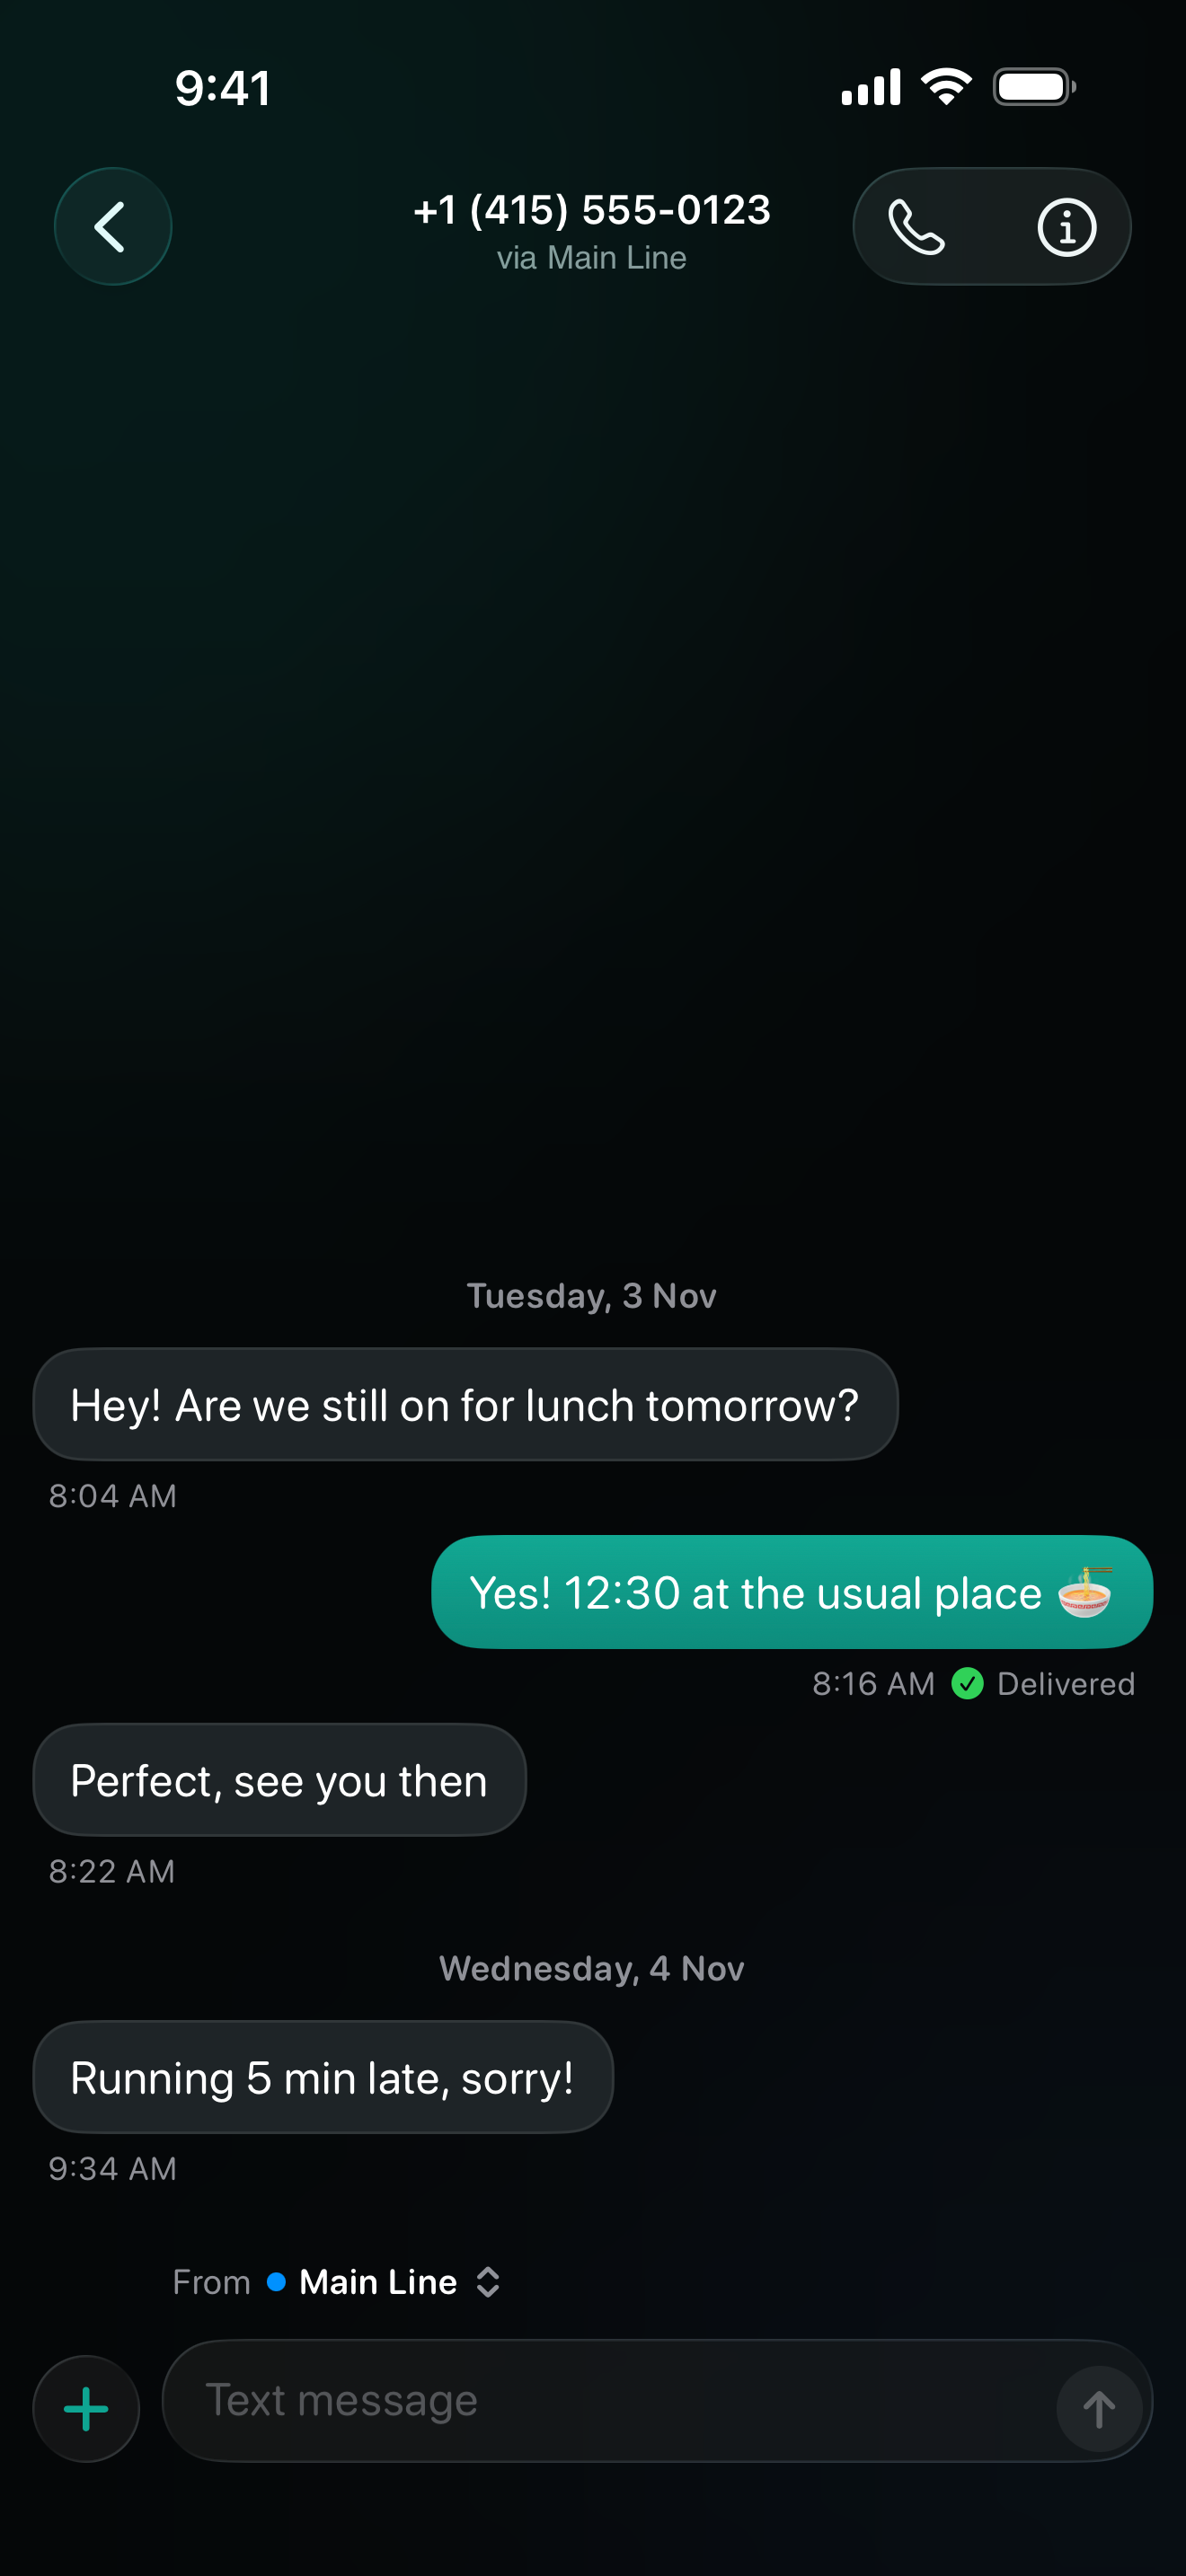 9:41
+1 (415) 555-0123
via Main Line
Tuesday, 3 Nov
Hey! Are we still on for lunch tomorrow?
8:04 AM
Yes! 12:30 at the usual place 🍜
8:16 AM Delivered
Perfect, see you then
8:22 AM
Wednesday, 4 Nov
Running 5 min late, sorry!
9:34 AM
From Main Line
Text message